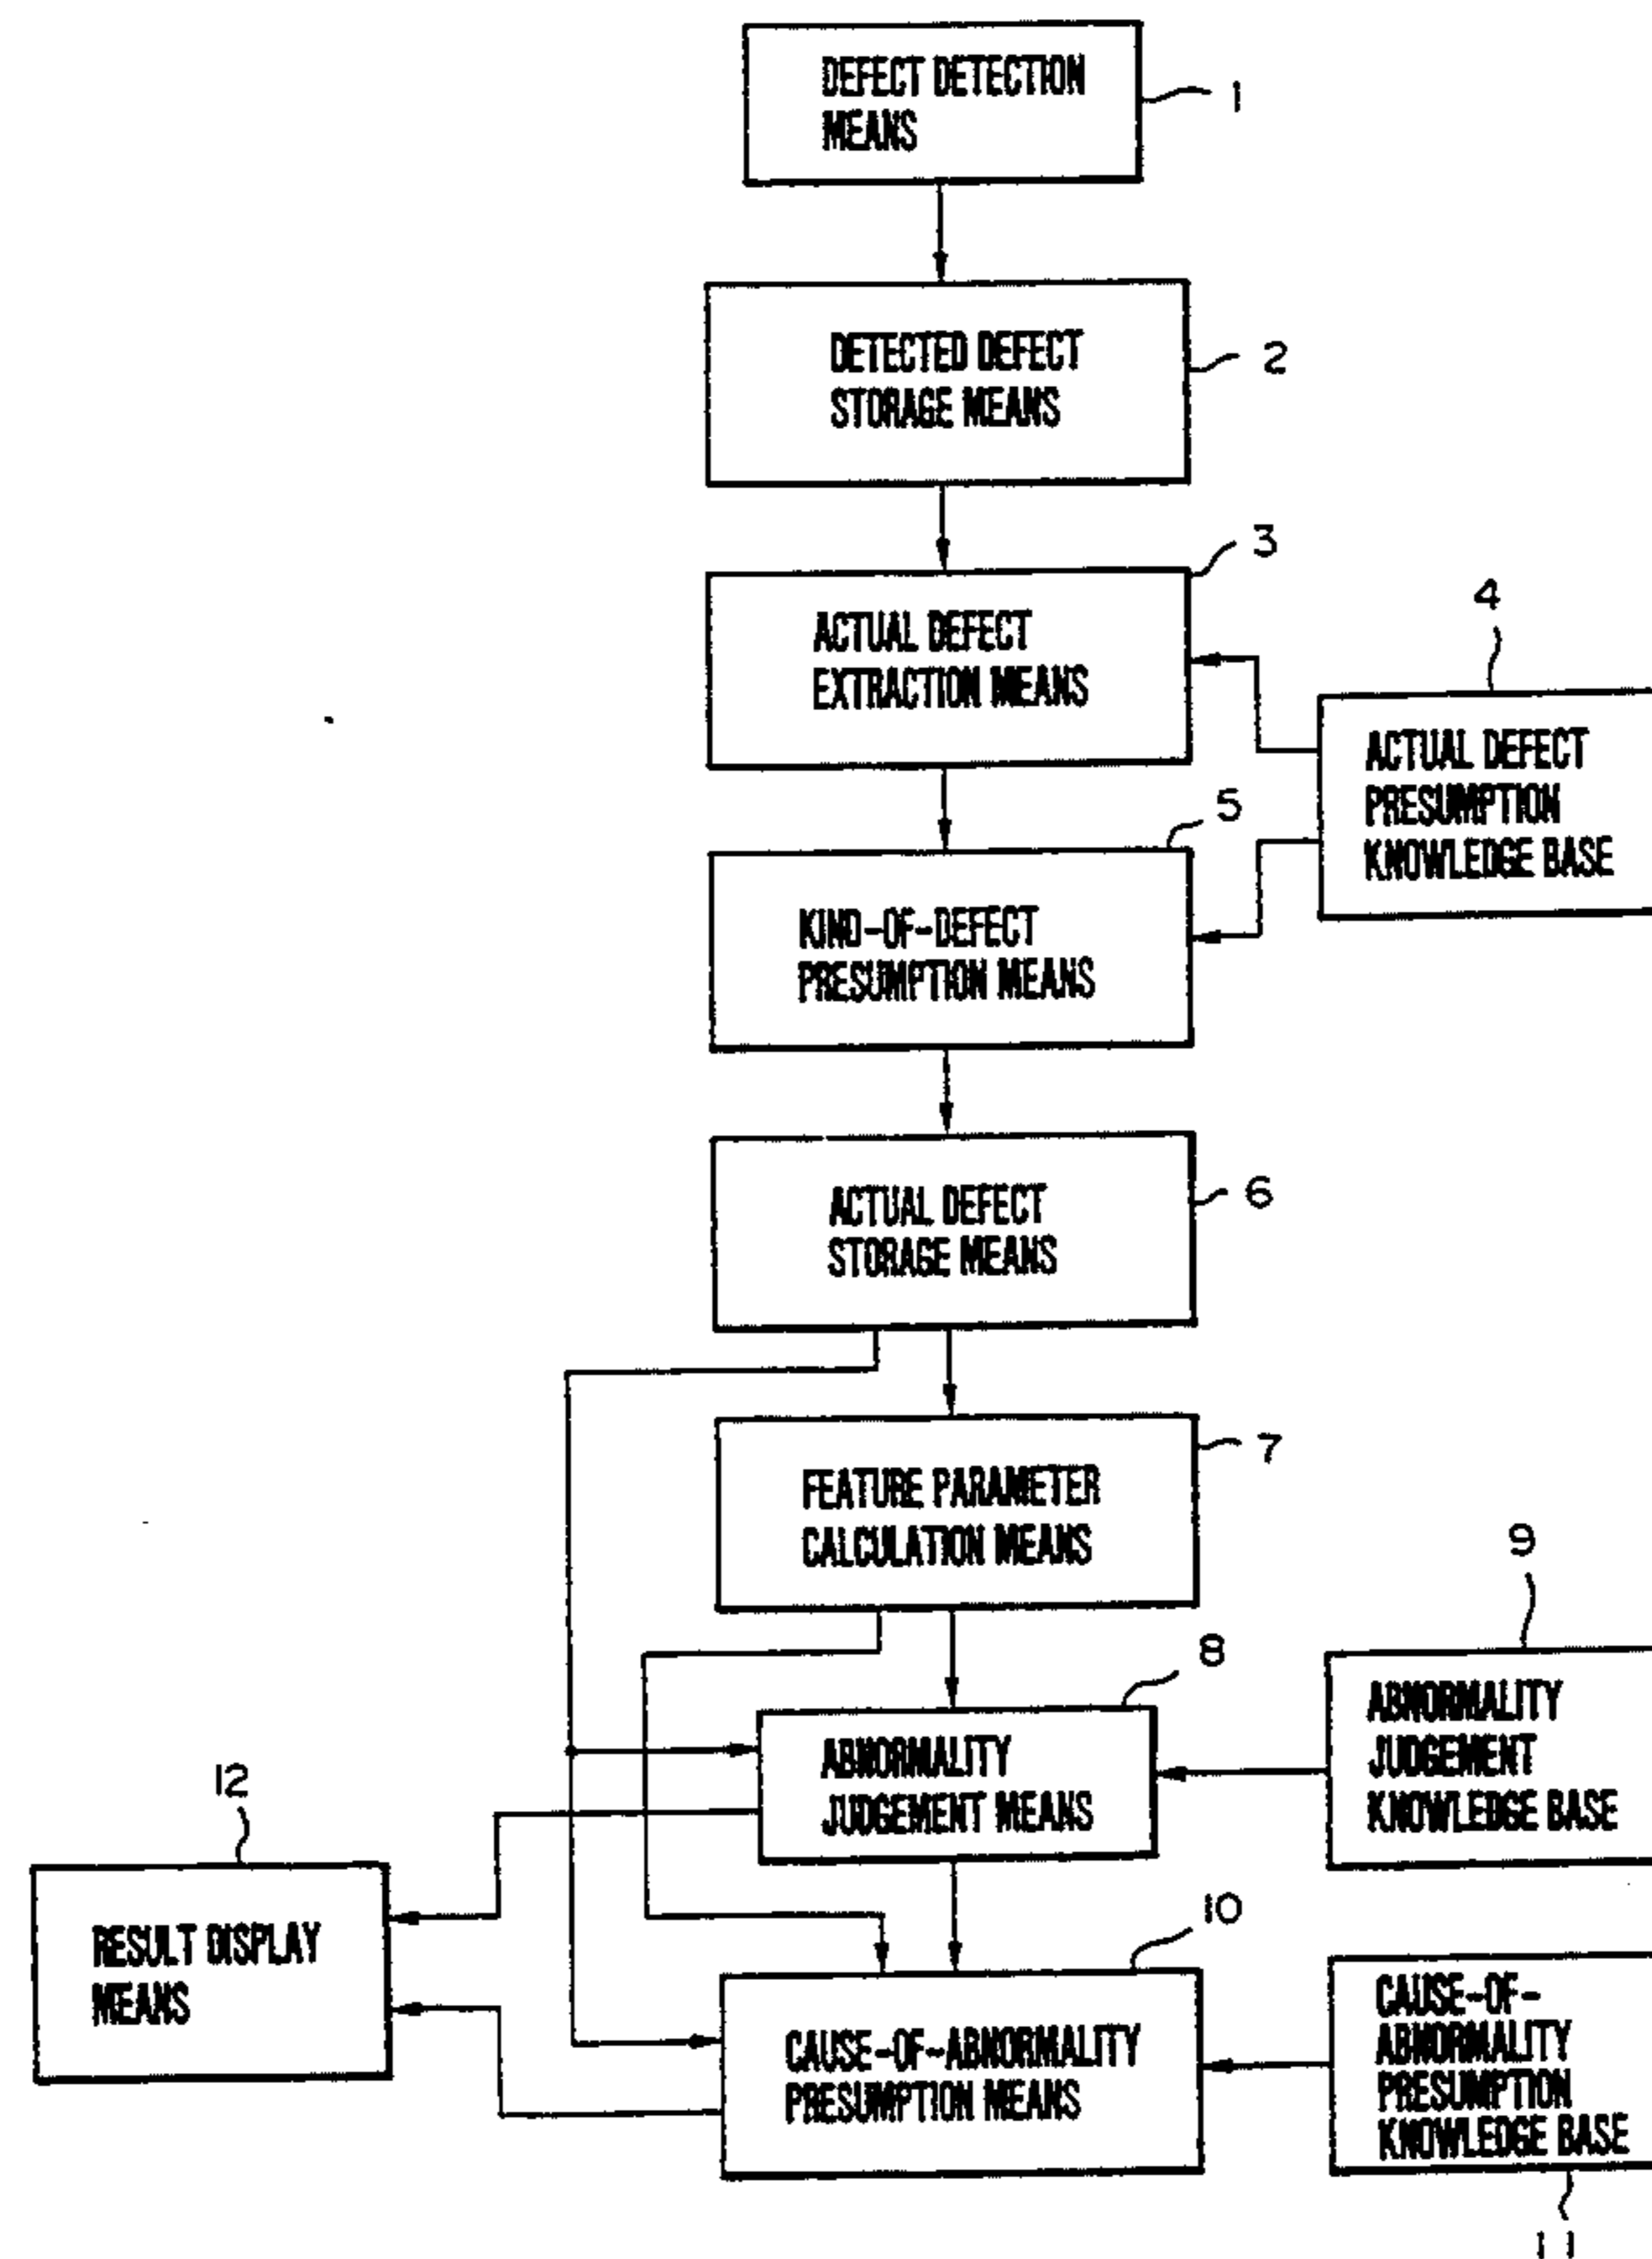 DEFECT DETECTION
MEANS
1
DETECTED DEFECT
STORAGE MEANS
2
3
ACTUAL DEFECT
EXTRACTION MEANS
4
ACTUAL DEFECT
PRESUMPTION
KNOWLEDGE BASE
5
KIND-OF-DEFECT
PRESUMPTION MEANS
ACTUAL DEFECT
STORAGE MEANS
6
FEATURE PARAMETER
CALCULATION MEANS
7
8
ABNORMALITY
JUDGEMENT MEANS
9
ABNORMALITY
JUDGEMENT
KNOWLEDGE BASE
12
RESULT DISPLAY
MEANS
10
CAUSE-OF-ABNORMALITY
PRESUMPTION MEANS
CAUSE-OF-
ABNORMALITY
PRESUMPTION
KNOWLEDGE BASE
11